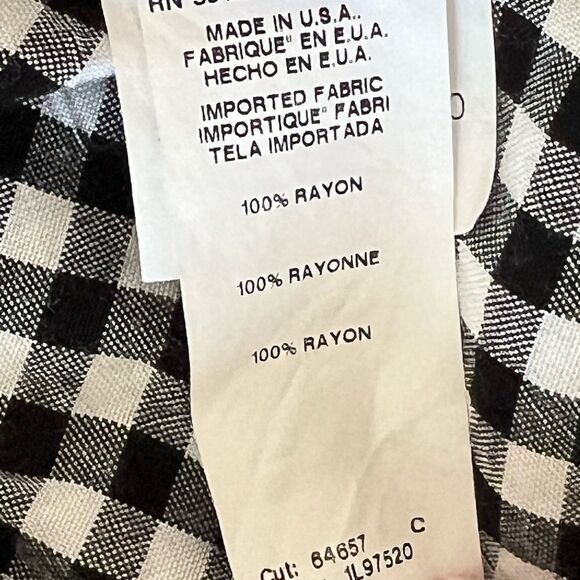 RN
MADE IN U.S.A..
FABRIQUE" EN E.U.A.
HECHO EN E.U.A.
IMPORTED FABRIC
IMPORTIQUE" FABRI
TELA IMPORTADA
100% RAYON
100% RAYONNE
100% RAYON
Cut: 64657 C
1L97520